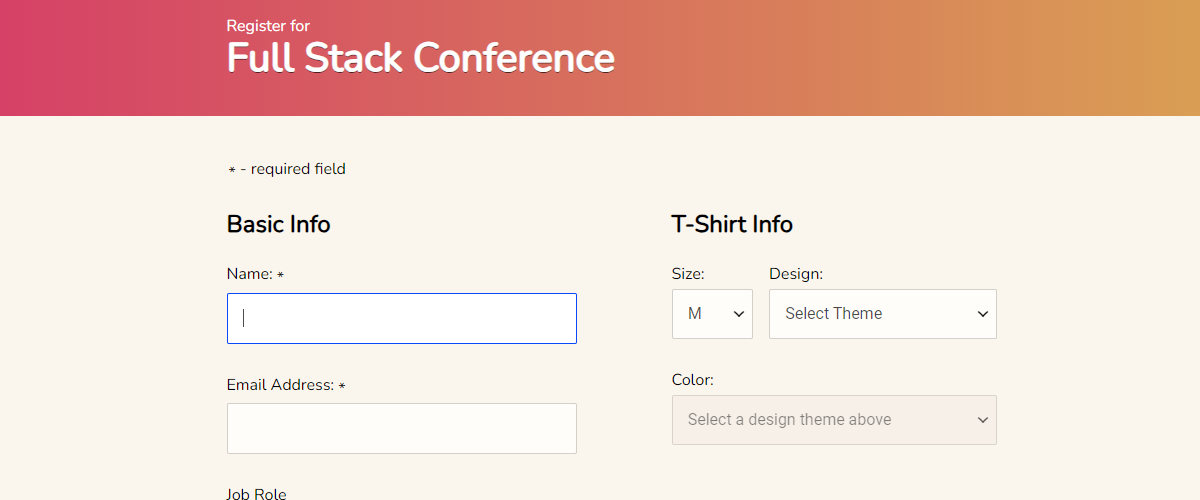 Register for
Full Stack Conference
* - required field
Basic Info
Name: *
Email Address: *
Job Role
T-Shirt Info
Size:
Design:
M
Select Theme
Color:
Select a design theme above